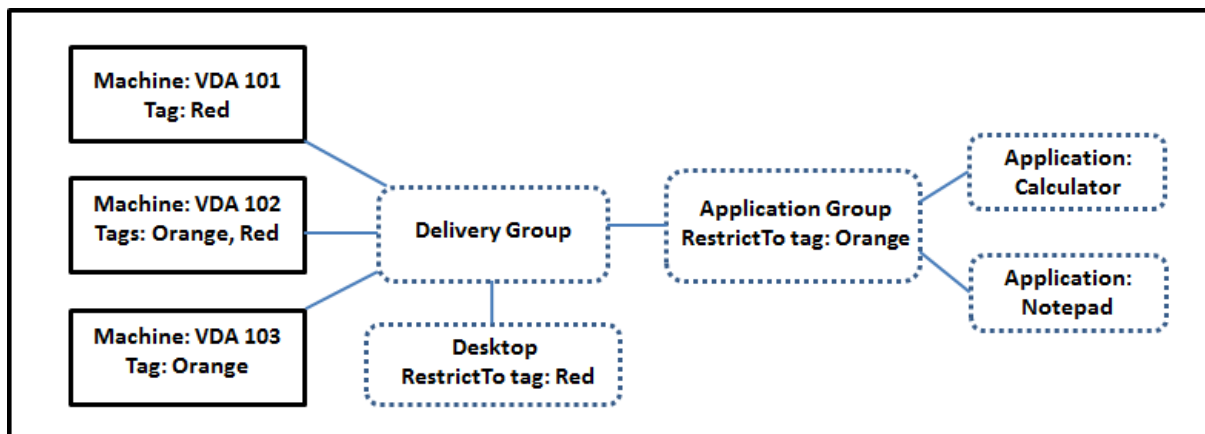 Machine: VDA 101
Tag: Red
Machine: VDA 102
Tags: Orange, Red
Machine: VDA 103
Tag: Orange
Delivery Group
Desktop
RestrictTo tag: Red
Application Group
RestrictTo tag: Orange
Application:
Calculator
Application:
Notepad